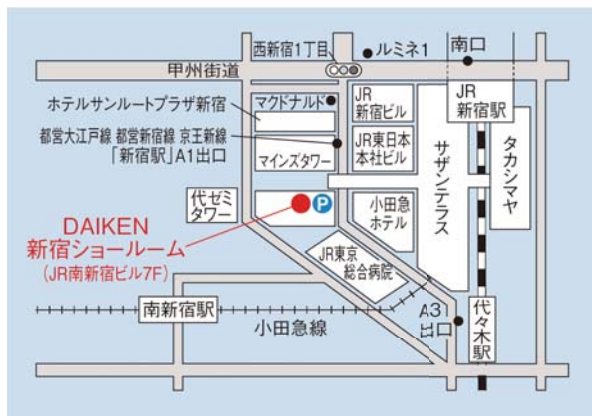 西新宿1丁目
ルミネ1
南口
甲州街道
ホテルサンルートプラザ新宿
マクドナルド
JR
新宿ビル
JR
新宿駅
都営大江戸線 都営新宿線 京王新線
「新宿駅」A1出口
マインズタワー
JR東日本
本社ビル
サザンテラス
タカシマヤ
代ゼミ
タワー
P
小田急
ホテル
DAIKEN
新宿ショールーム
(JR南新宿ビル7F)
JR東京
総合病院
南新宿駅
小田急線
A3
出口
代々木駅